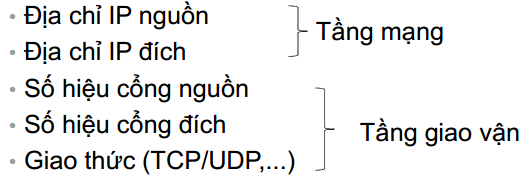 • Địa chỉ IP nguồn
• Địa chỉ IP đích
Tầng mạng
• Số hiệu cổng nguồn
• Số hiệu cổng đích
• Giao thức (TCP/UDP,...)
Tầng giao vận